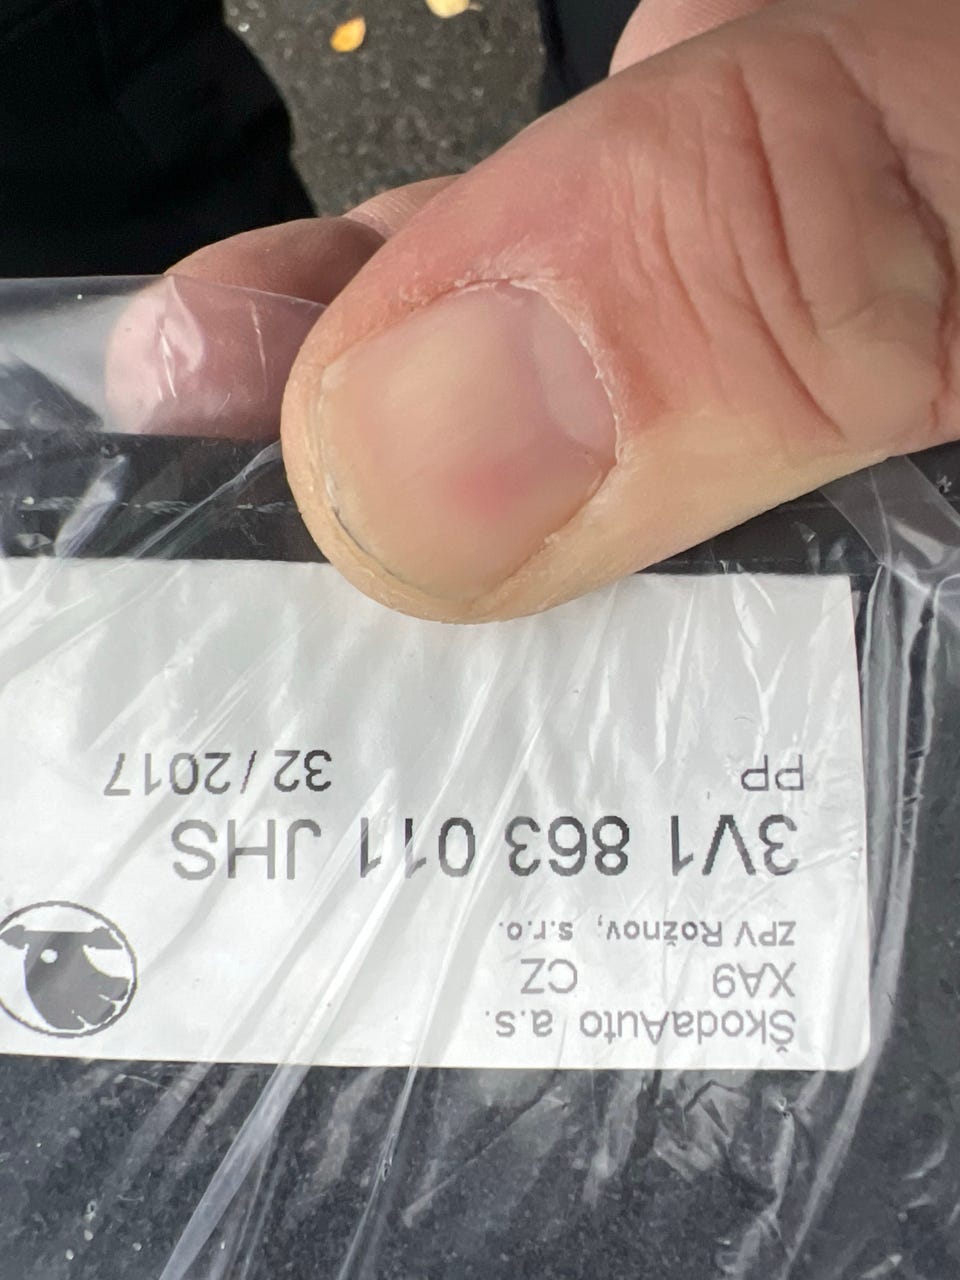 ŠkodaAuto a.s.
XA9 CZ
ZPV Rožnov, s.r.o.
3V1 863 011 JHS
PP. 32/2017